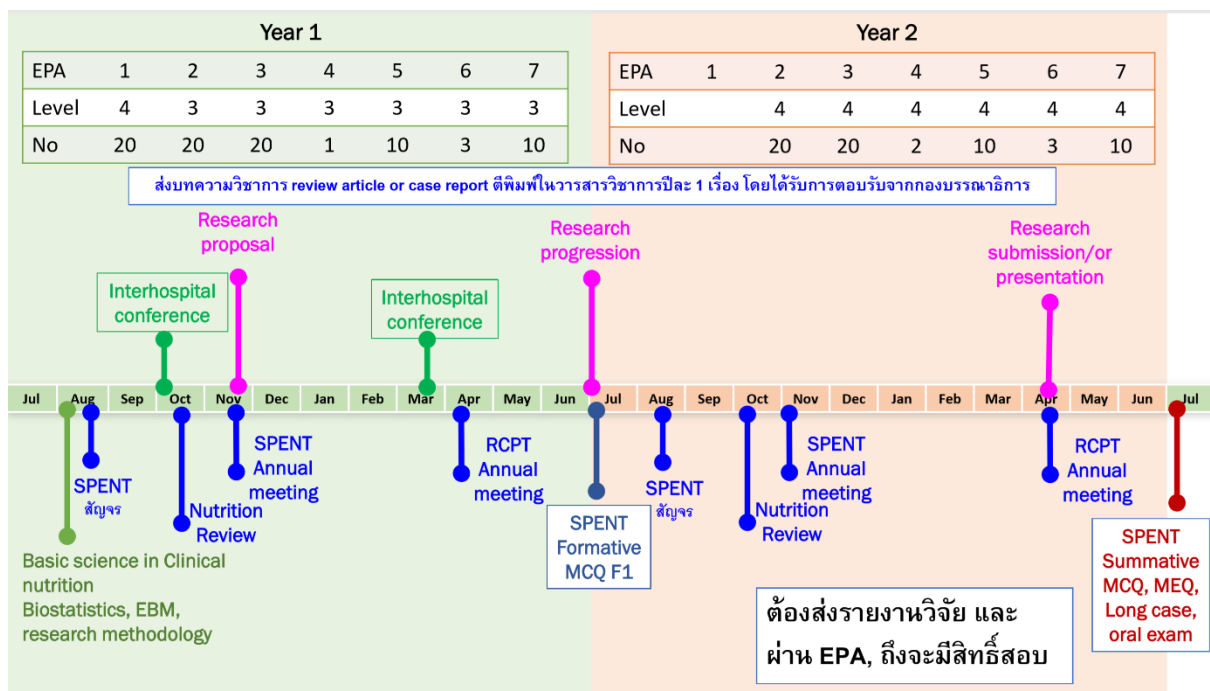 Year 1
EPA 1 2 3 4 5 6 7
Level 4 3 3 3 3 3 3
No 20 20 20 1 10 3 10
Year 2
EPA 1 2 3 4 5 6 7
Level 4 4 4 4 4 4
No 20 20 2 10 3 10
ส่งบทความวิชาการ review article or case report ตีพิมพ์ในวารสารวิชาการปีละ 1 เรื่อง โดยได้รับการตอบรับจากกองบรรณาธิการ
Research
proposal
Research
progression
Research
submission/or
presentation
Interhospital
conference
Interhospital
conference
Jul Aug Sep Oct Nov Dec Jan Feb Mar Apr May Jun Jul Aug Sep Oct Nov Dec Jan Feb Mar Apr May Jun Jul
SPENT
สัญจร
Nutrition
Review
SPENT
Annual
meeting
RCPT
Annual
meeting
SPENT
สัญจร
Nutrition
Review
SPENT
Annual
meeting
RCPT
Annual
meeting
Basic science in Clinical
nutrition
Biostatistics, EBM,
research methodology
SPENT
Formative
MCQ F1
SPENT
Summative
MCQ, MEQ,
Long case,
oral exam
ต้องส่งรายงานวิจัย และ
ผ่าน EPA, ถึงจะมีสิทธิ์สอบ